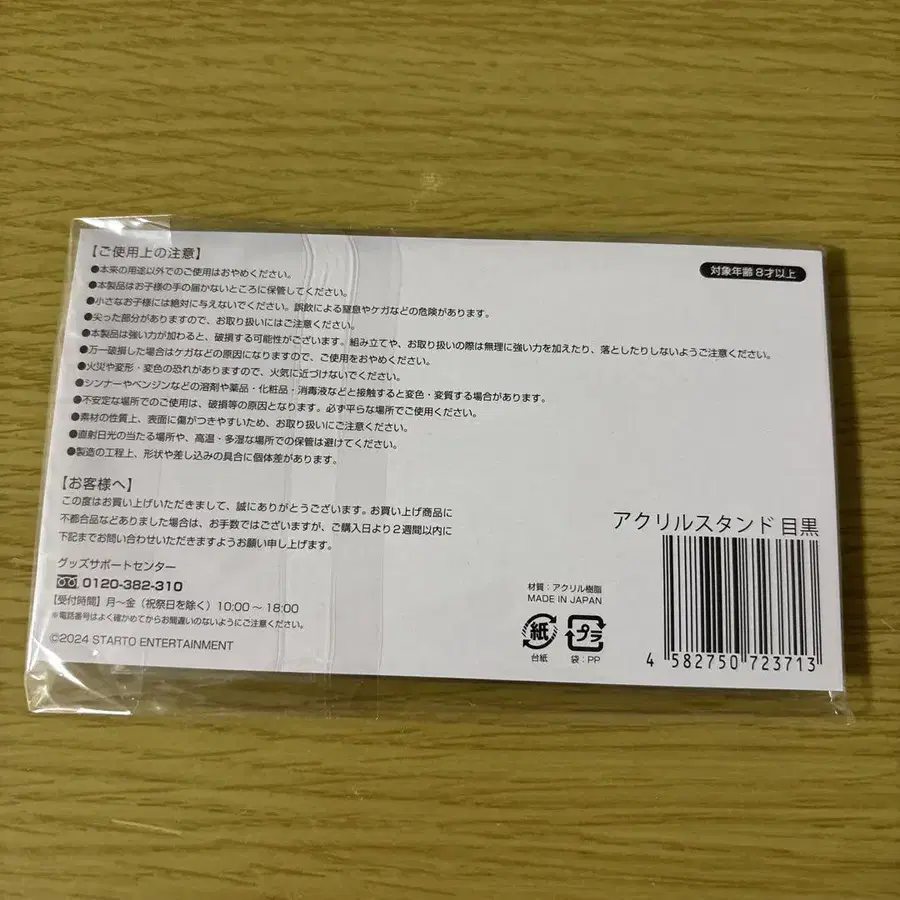 【ご使用上の注意】
対象年齢 8才以上
●本来の用途以外でのご使用はおやめください。
●本製品はお子様の手の届かないところに保管してください。
●小さなお子様には絶対に与えないでください。誤飲による窒息やケガなどの危険があります。
●尖った部分がありますので、お取り扱いにはご注意ください。
●本製品は強い力が加わると、破損する可能性がございます。組み立てや、お取り扱いの際は無理に強い力を加えたり、落としたりしないようご注意ください。
●万一破損した場合はケガなどの原因になりますので、ご使用をおやめください。
●火災や変形・変色の恐れがありますので、火気に近づけないでください。
●シンナーやベンジンなどの溶剤や薬品・化粧品・消毒液などと接触すると変色・変質する場合があります。
●不安定な場所でのご使用は、破損等の原因となります。必ず平らな場所でご使用ください。
●素材の性質上、表面に傷がつきやすいため、お取り扱いにご注意ください。
●直射日光の当たる場所や、高温・多湿な場所での保管は避けてください。
●製造の工程上、形状や差し込みの具合に個体差があります。
【お客様へ】
この度はお買い上げいただきまして、誠にありがとうございます。お買い上げ商品に
不都合品などありました場合は、お手数ではございますが、ご購入日より2週間以内に
下記までお問い合わせいただきますようお願い申し上げます。
グッズサポートセンター
0120-382-310
【受付時間】月〜金（祝祭日を除く）10:00〜18:00
※電話番号はよく確かめてからお間違いのないようにご注意ください。
©2024 STARTO ENTERTAINMENT
アクリルスタンド 目黒
材質：アクリル樹脂
MADE IN JAPAN
紙
台紙
プラ
袋：PP
4 582750 723713